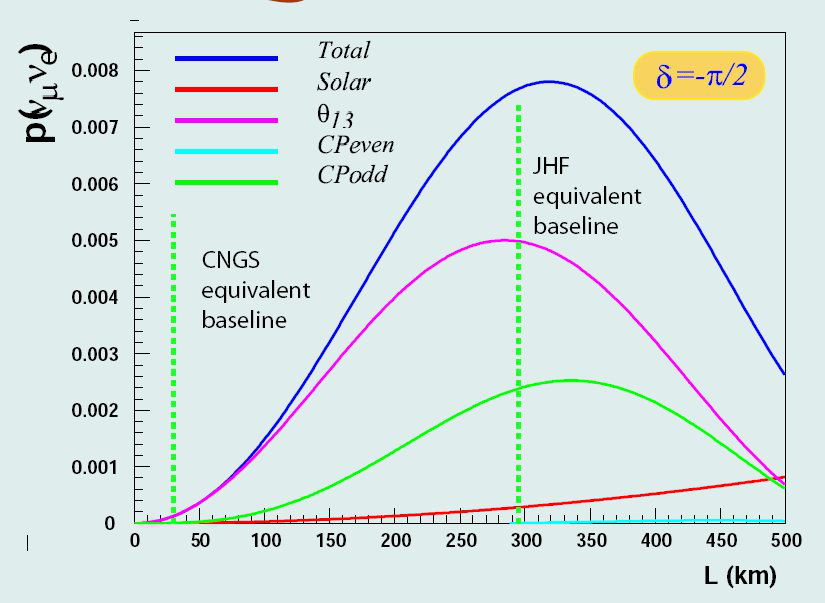 p(νμνe)
0.008
0.007
0.006
0.005
0.004
0.003
0.002
0.001
0
Total
Solar
θ13
CPeven
CPodd
δ=-π/2
JHF
equivalent
baseline
CNGS
equivalent
baseline
0 50 100 150 200 250 300 350 400 450 500
L (km)